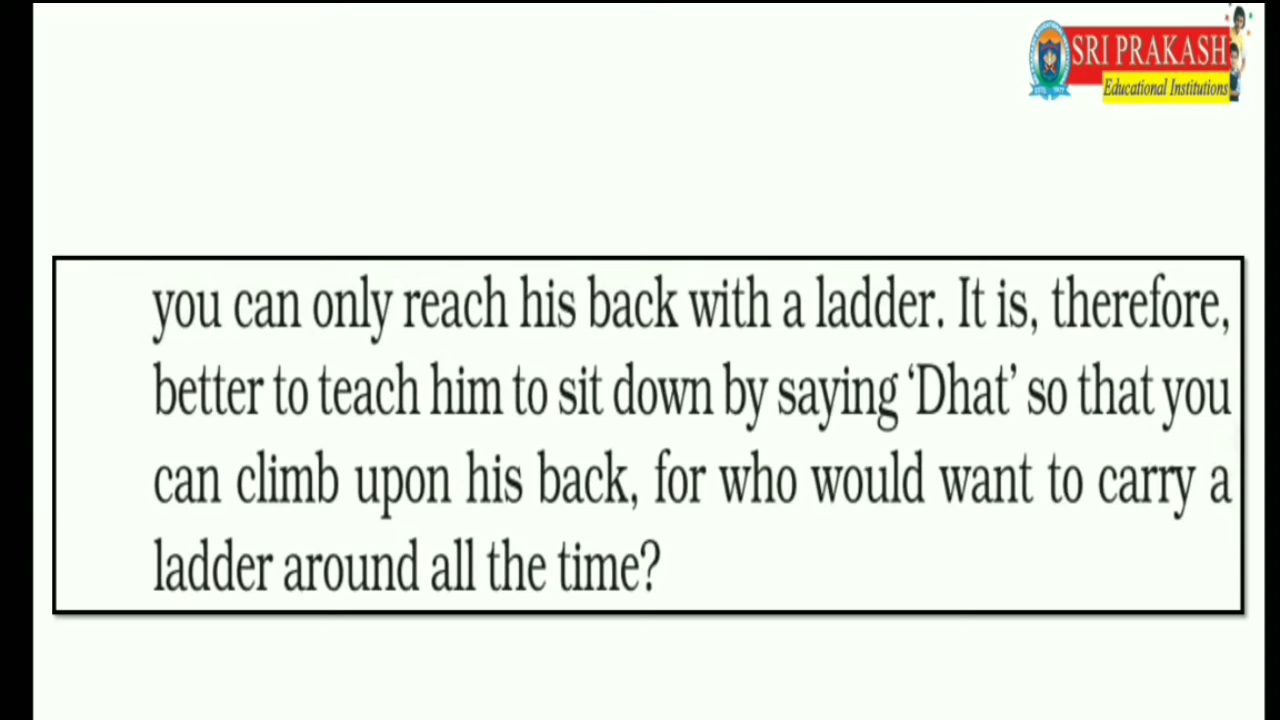 SRI PRAKASH
Educational Institutions
you can only reach his back with a ladder. It is, therefore,
better to teach him to sit down by saying ‘Dhat’ so that you
can climb upon his back, for who would want to carry a
ladder around all the time?